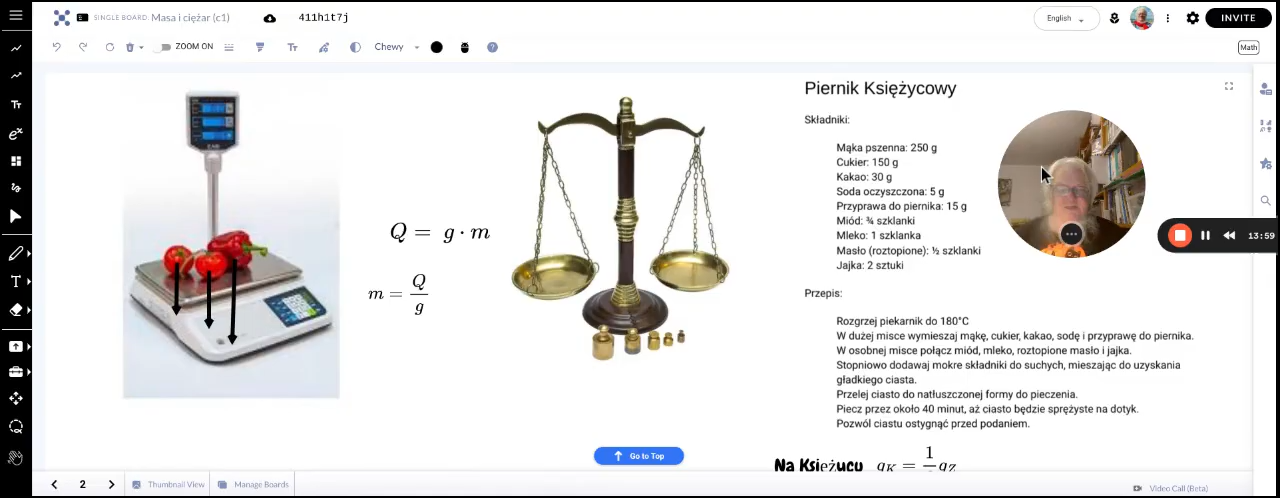 SINGLE BOARD: Masa i ciężar (c1)
411h1t7j
English
INVITE
ZOOM ON
Chewy
Math
Q = g · m
m = Q/g
Piernik Księżycowy
Składniki:
Mąka pszenna: 250 g
Cukier: 150 g
Kakao: 30 g
Soda oczyszczona: 5 g
Przyprawa do piernika: 15 g
Miód: ¾ szklanki
Mleko: 1 szklanka
Masło (roztopione): ½ szklanki
Jajka: 2 sztuki
13:59
Przepis:
Rozgrzej piekarnik do 180°C
W dużej misce wymieszaj mąkę, cukier, kakao, sodę i przyprawę do piernika.
W osobnej misce połącz miód, mleko, roztopione masło i jajka.
Stopniowo dodawaj mokre składniki do suchych, mieszając do uzyskania
gładkiego ciasta.
Przelej ciasto do natłuszczonej formy do pieczenia.
Piecz przez około 40 minut, aż ciasto będzie sprężyste na dotyk.
Pozwól ciastu ostygnąć przed podaniem.
Go to Top
Na Księżucu
2
Thumbnail View
Manage Boards
Video Call (Beta)